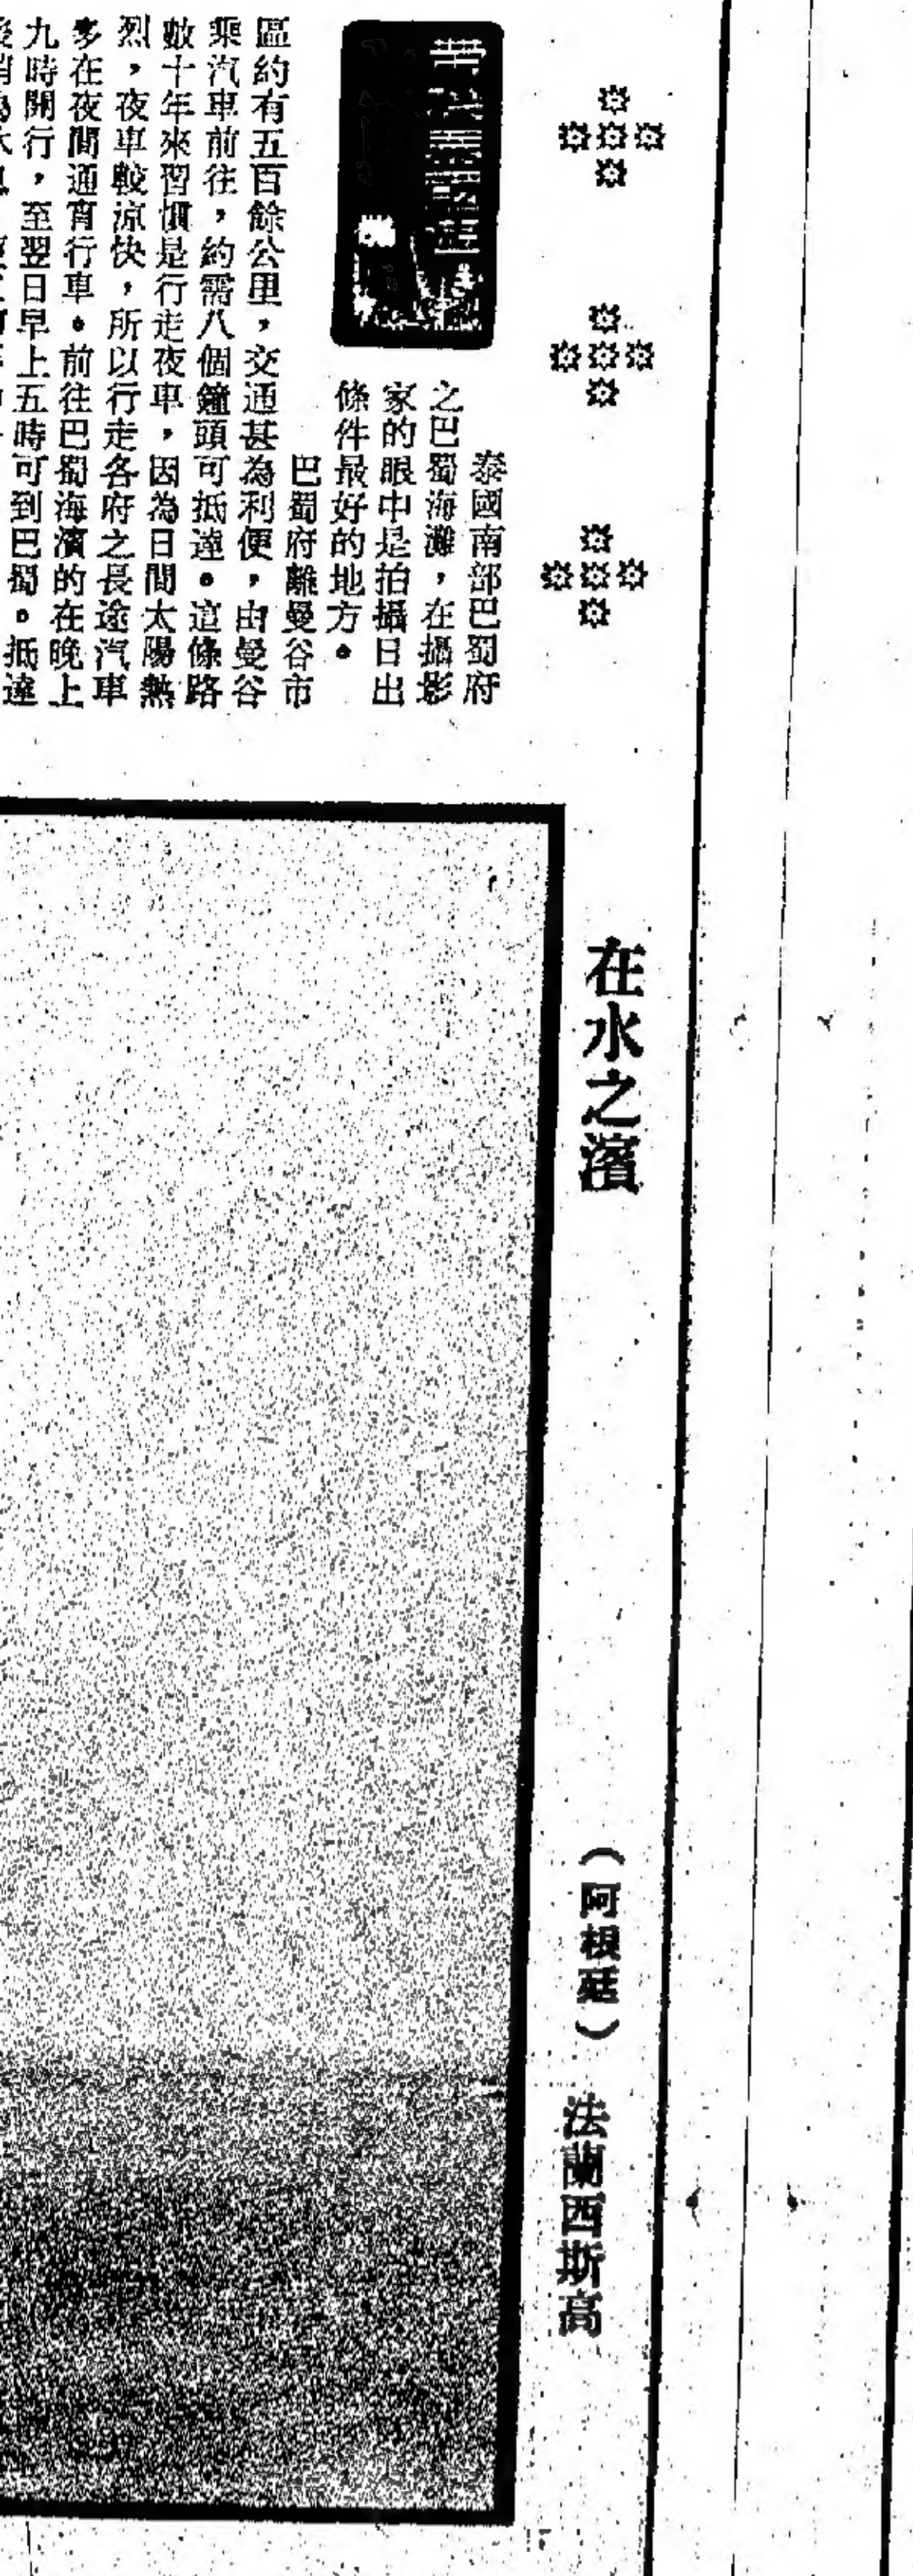 泰國南部巴蜀府
之巴蜀海灘，在攝影
家的眼中是拍攝日出
條件最好的地方。
巴蜀府離曼谷市
區約有五百餘公里，交通甚為利便，由曼谷
乘汽車前往，約需八個鐘頭可抵達。這條路
數十年來習慣是行走夜車，因為日間太陽熱
烈，夜車較涼快，所以行走各府之長途汽車
多在夜間通宵行車。前往巴蜀海濱的在晚上
九時開行，至翌日早上五時可到巴蜀。抵達
在水之濱
（阿根廷）　法蘭西斯高